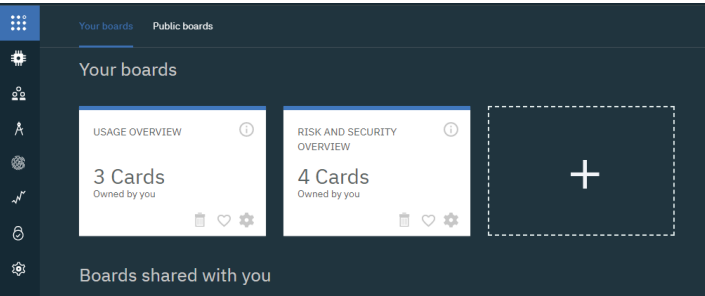 Your boards Public boards
Your boards
USAGE OVERVIEW
3 Cards
Owned by you
RISK AND SECURITY
OVERVIEW
4 Cards
Owned by you
Boards shared with you